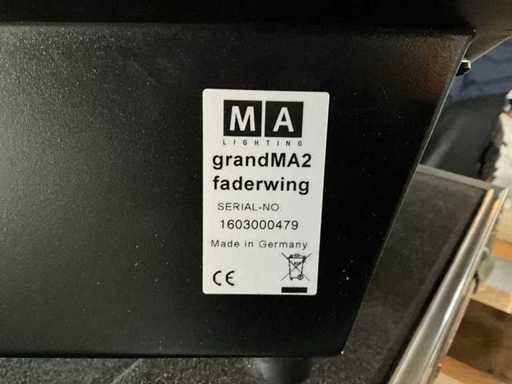 MA
LIGHTING
grandMA2
faderwing
SERIAL-NO:
1603000479
Made in Germany
CE